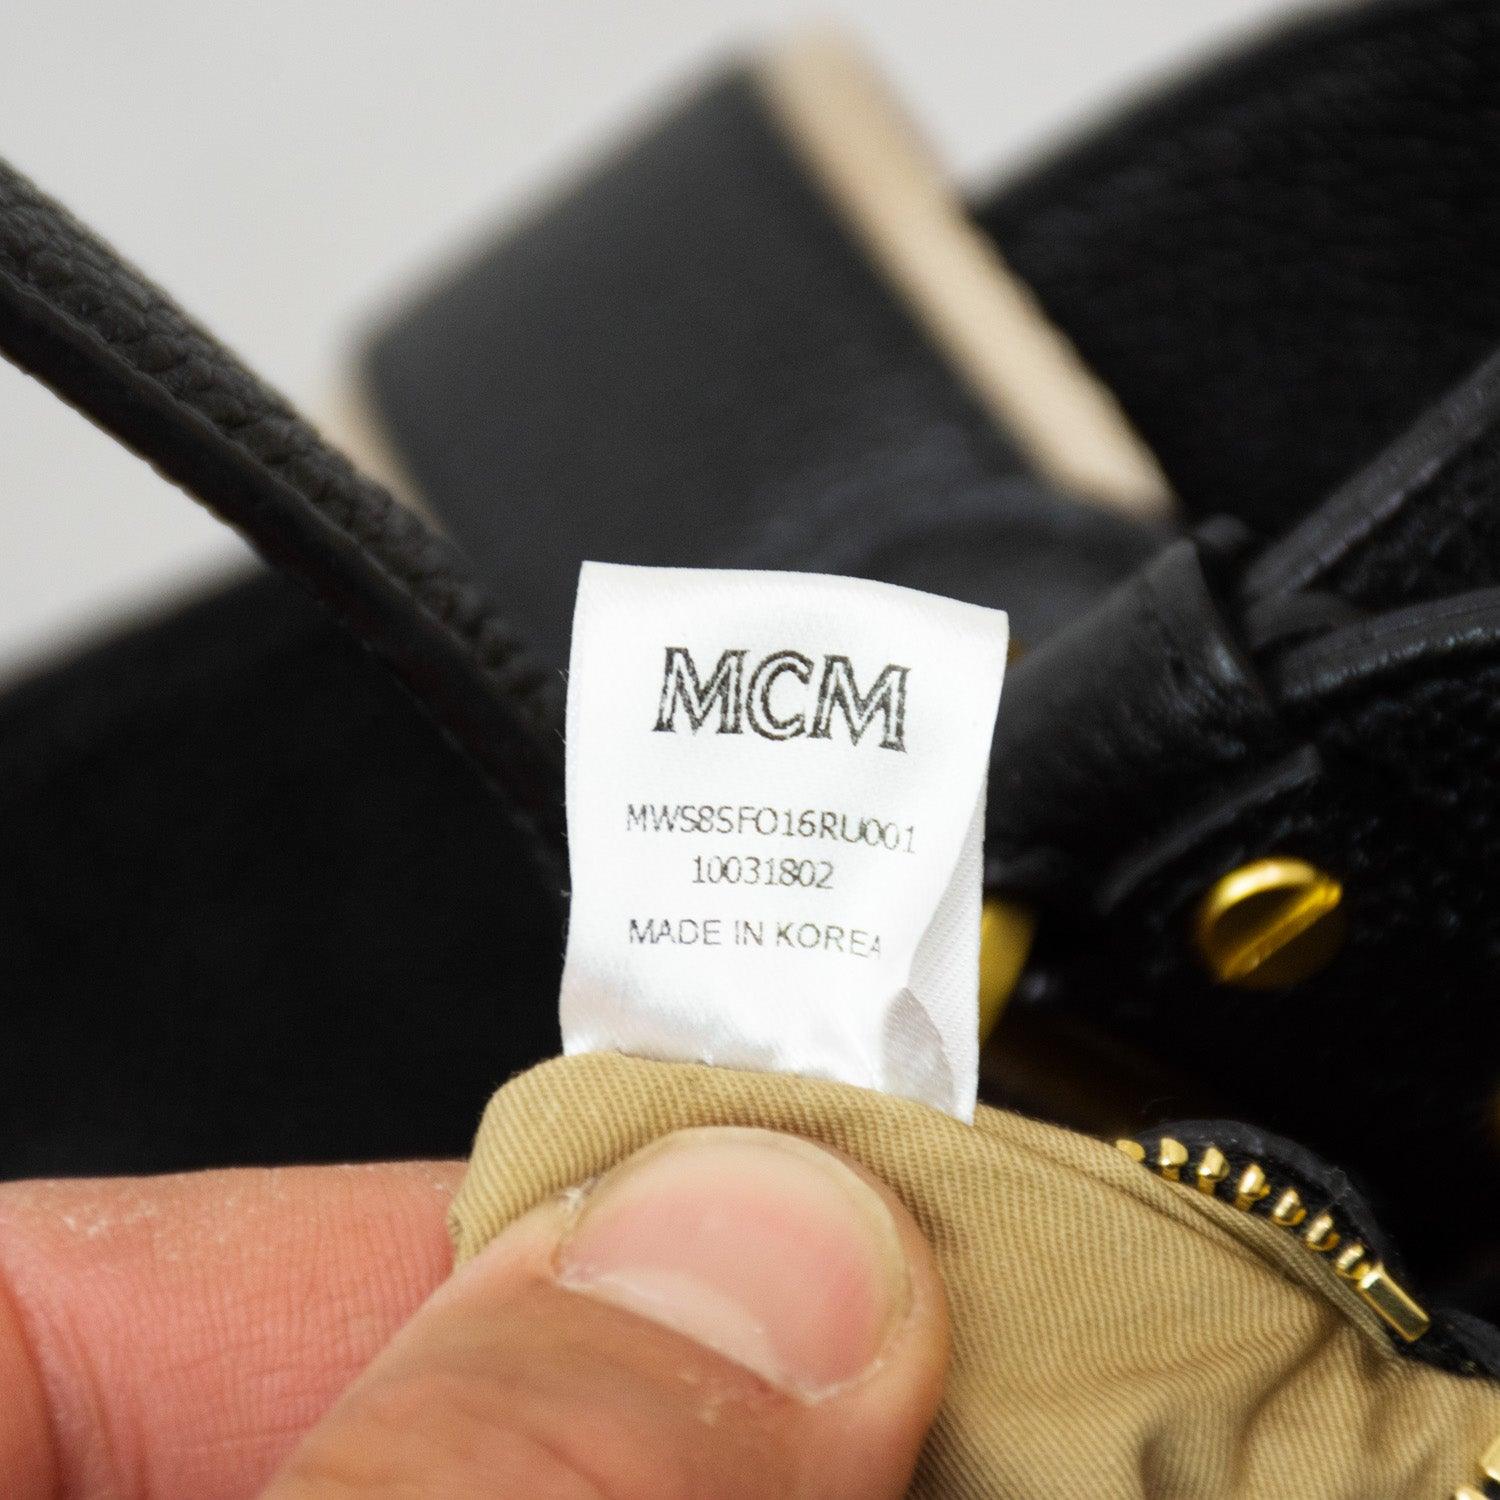 MCM
MWS8SFO16RU001
10031802
MADE IN KOREA